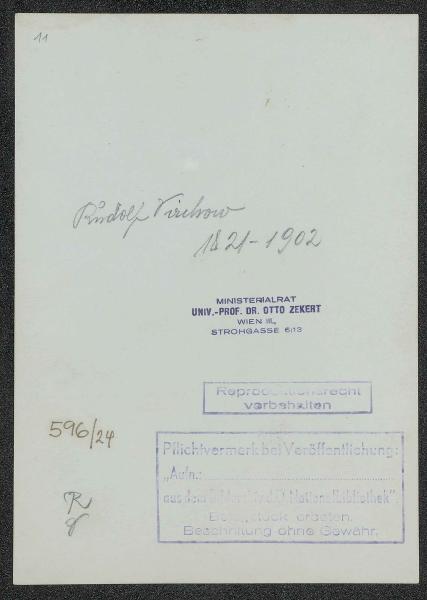 11
Rudolf Virchow
1821-1902
MINISTERIALRAT
UNIV.-PROF. DR. OTTO ZEKERT
WIEN III.,
STROHGASSE 6/13
Reproduktionsrecht
vorbehalten
596/24
Pflichtvermerk bei Veröffentlichung:
„Aufn.:
aus dem Bildarchiv d. Ö. Nationalbibliothek“.
Belegstück erbeten.
Beschriftung ohne Gewähr.
R